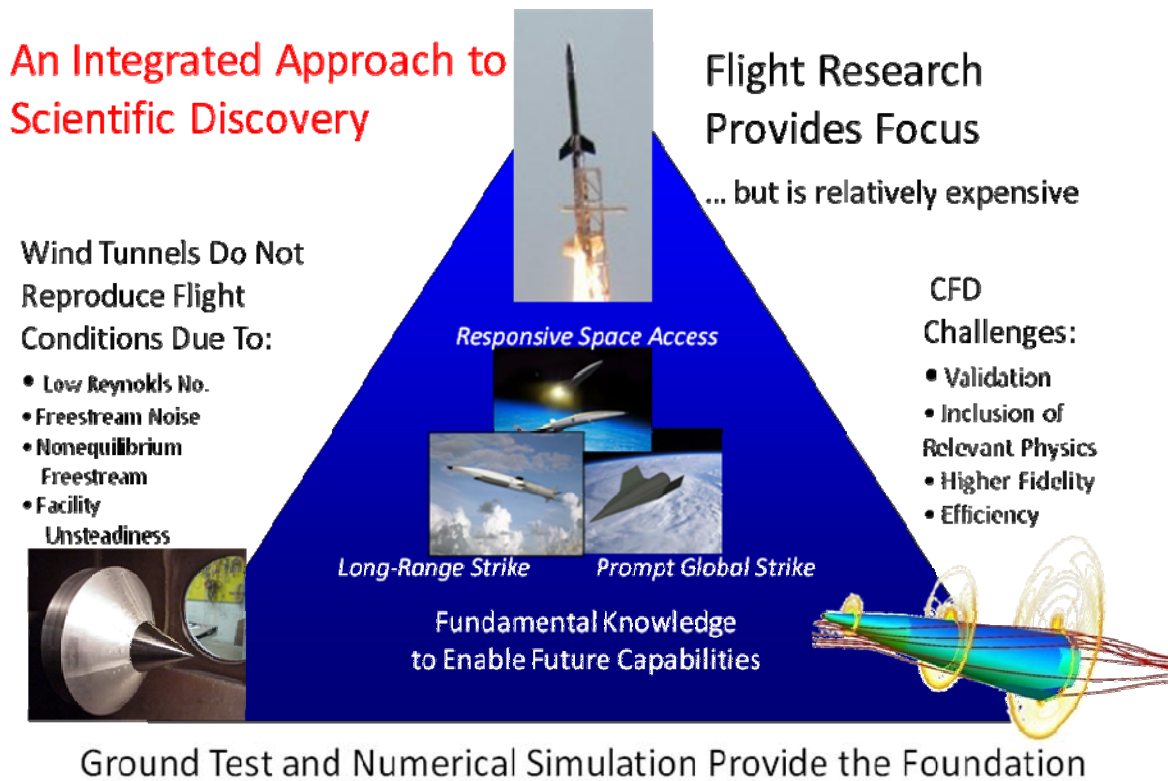 An Integrated Approach to
Scientific Discovery
Flight Research
Provides Focus
... but is relatively expensive
Wind Tunnels Do Not
Reproduce Flight
Conditions Due To:
• Low Reynolds No.
• Freestream Noise
• Nonequilibrium
Freestream
• Facility
Unsteadiness
CFD
Challenges:
• Validation
• Inclusion of
Relevant Physics
• Higher Fidelity
• Efficiency
Responsive Space Access
Long-Range Strike
Prompt Global Strike
Fundamental Knowledge
to Enable Future Capabilities
Ground Test and Numerical Simulation Provide the Foundation